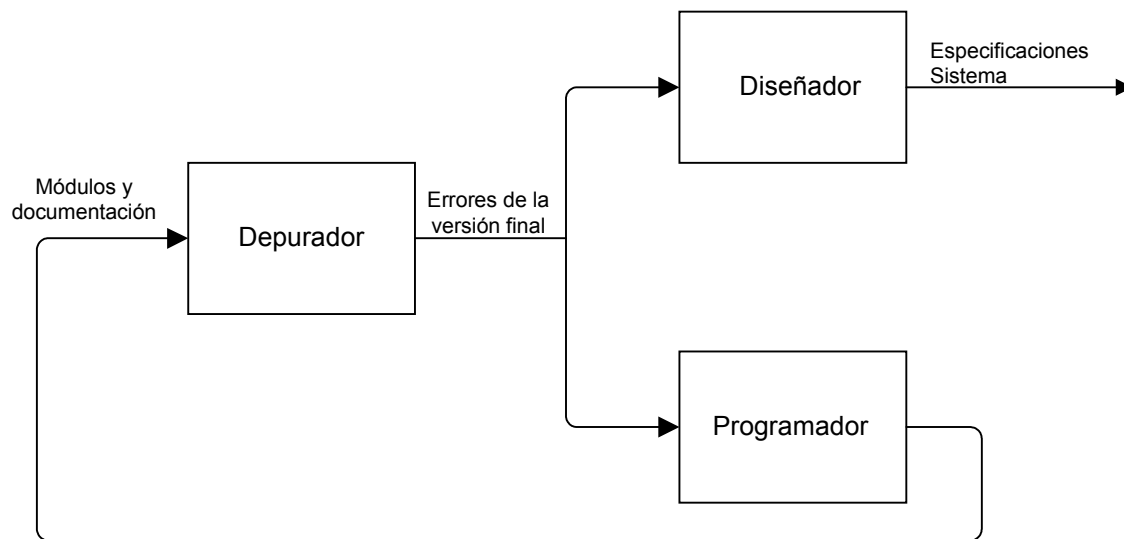 Especificaciones
Sistema
Diseñador
Módulos y
documentación
Errores de la
versión final
Depurador
Programador